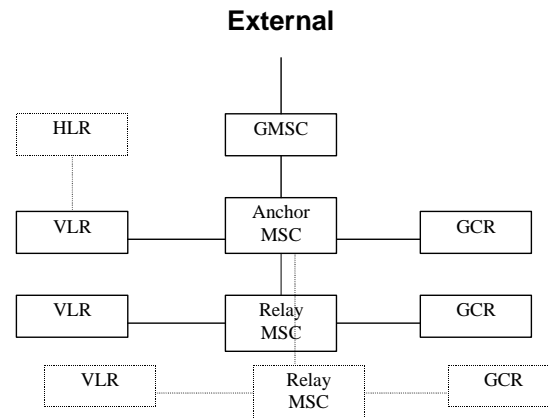 External
HLR
GMSC
VLR
Anchor
MSC
GCR
VLR
Relay
MSC
GCR
VLR
Relay
MSC
GCR